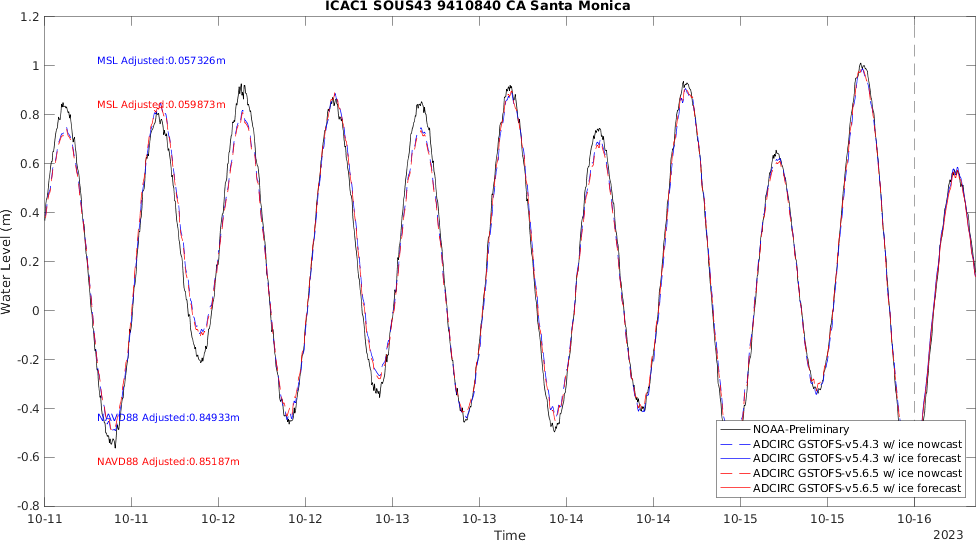 ICAC1 SOUS43 9410840 CA Santa Monica
1.2
1
0.8
0.6
0.4
0.2
0
-0.2
-0.4
-0.6
-0.8
Water Level (m)
MSL Adjusted:0.057326m
MSL Adjusted:0.059873m
NAVD88 Adjusted:0.84933m
NAVD88 Adjusted:0.85187m
NOAA-Preliminary
ADCIRC GSTOFS-v5.4.3 w/ ice nowcast
ADCIRC GSTOFS-v5.4.3 w/ ice forecast
ADCIRC GSTOFS-v5.6.5 w/ ice nowcast
ADCIRC GSTOFS-v5.6.5 w/ ice forecast
10-11 10-11 10-12 10-12 10-13 10-13 10-14 10-14 10-15 10-15 10-16
Time
2023